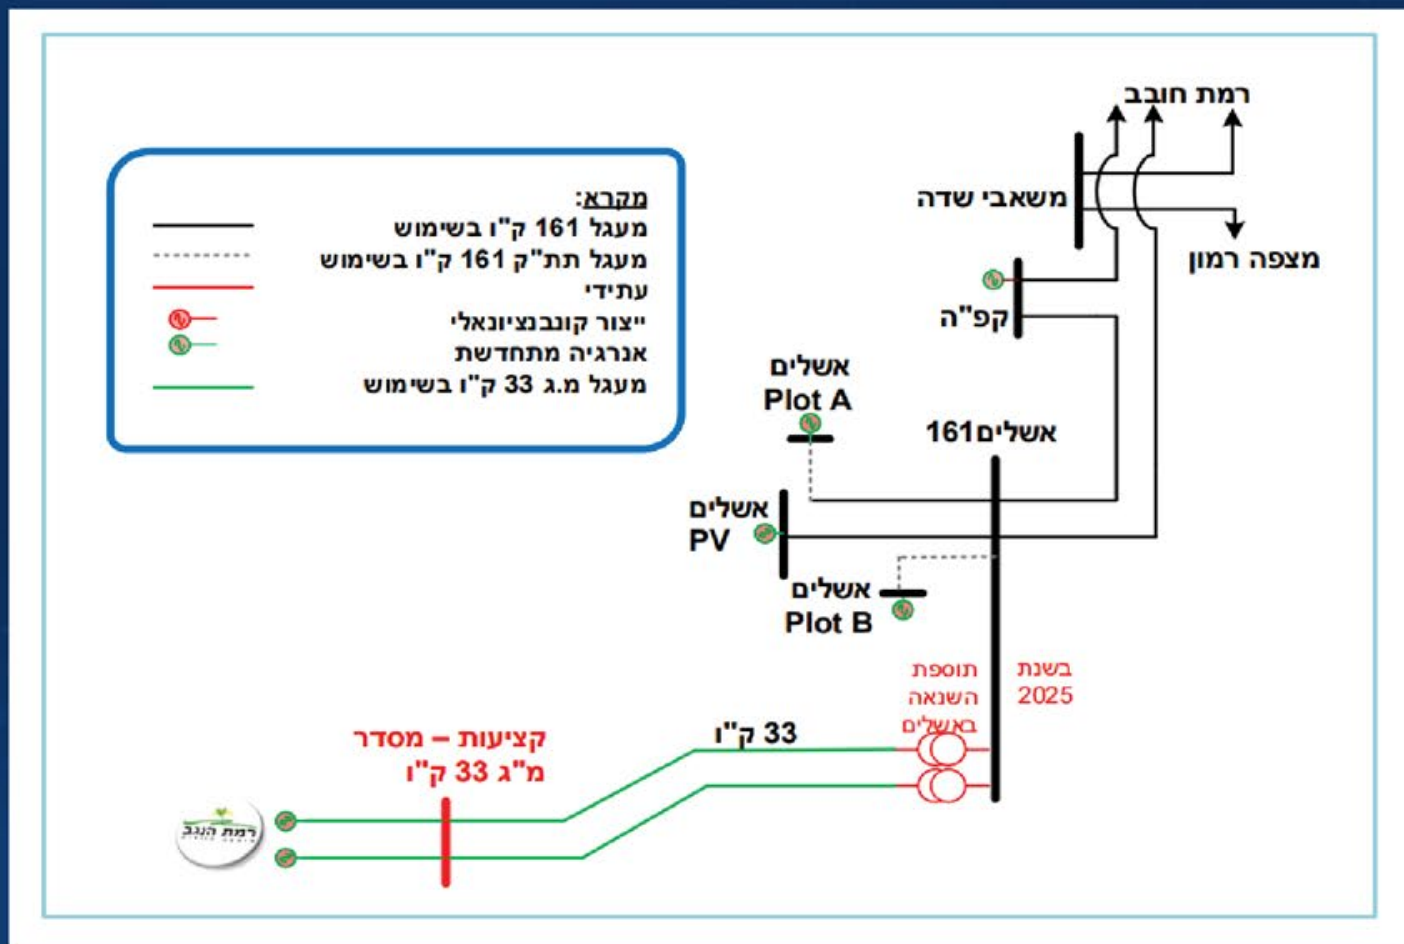 רמת חובב
משאבי שדה
מצפה רמון
קפ"ה
מקרא:
מעגל 161 ק"ו בשימוש
מעגל תת"ק 161 ק"ו בשימוש
עתידי
ייצור קונבנציונאלי
אנרגיה מתחדשת
מעגל מ.ג 33 ק"ו בשימוש
אשלים
Plot A
אשלים161
אשלים
PV
אשלים
Plot B
בשנת
2025
תוספת
השנאה
באשלים
33 ק"ו
קציעות – מסדר
מ"ג 33 ק"ו
רמת הנגב